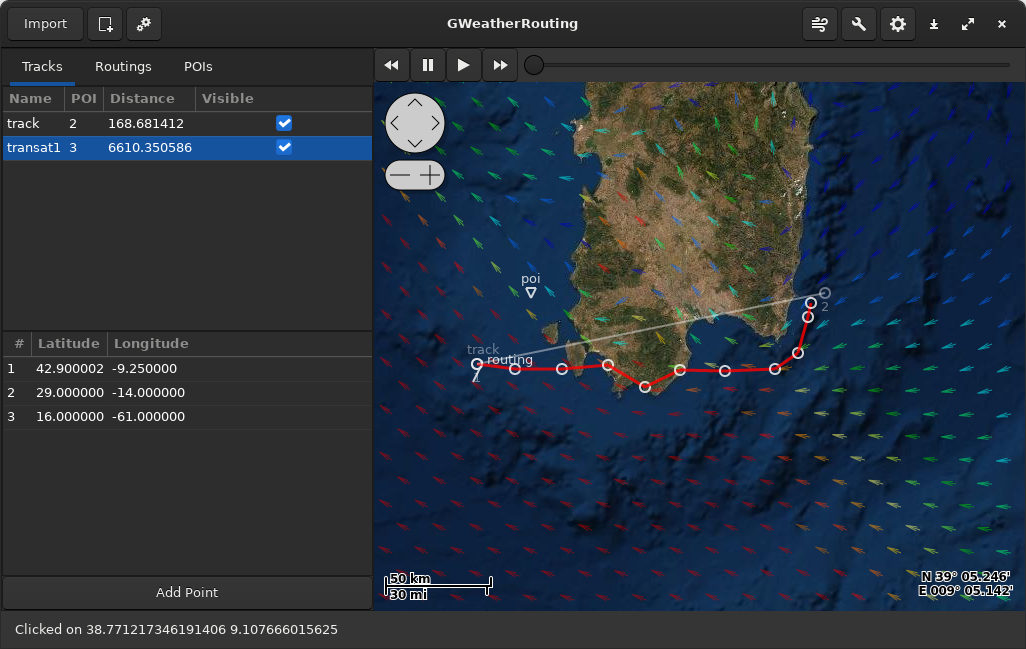 Import
GWeatherRouting
Tracks Routings POIs
Name POI Distance Visible
track 2 168.681412
transat1 3 6610.350586
# Latitude Longitude
1 42.900002 -9.250000
2 29.000000 -14.000000
3 16.000000 -61.000000
Add Point
poi
2
track
routing
1
50 km
30 mi
N 39° 05.246'
E 009° 05.142'
Clicked on 38.771217346191406 9.107666015625